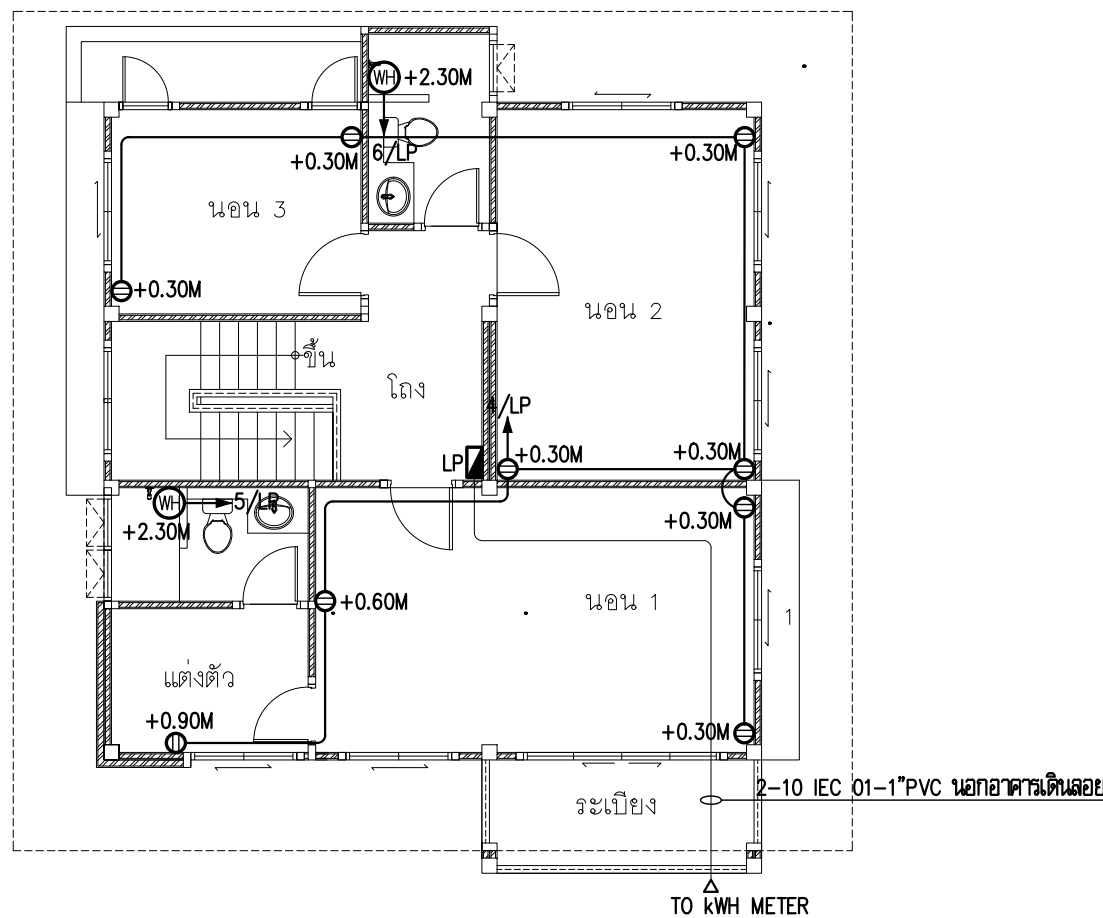 WH +2.30M
6/LP
+0.30M
+0.30M
นอน 3
+0.30M
นอน 2
ขึ้น
โถง
4/LP
LP
+0.30M
+0.30M
WH
5/LP
+2.30M
+0.30M
+0.60M
นอน 1
1
แต่งตัว
+0.90M
+0.30M
ระเบียง
2-10 IEC 01-1"PVC นอกอาคารเดินลอย
TO kWH METER